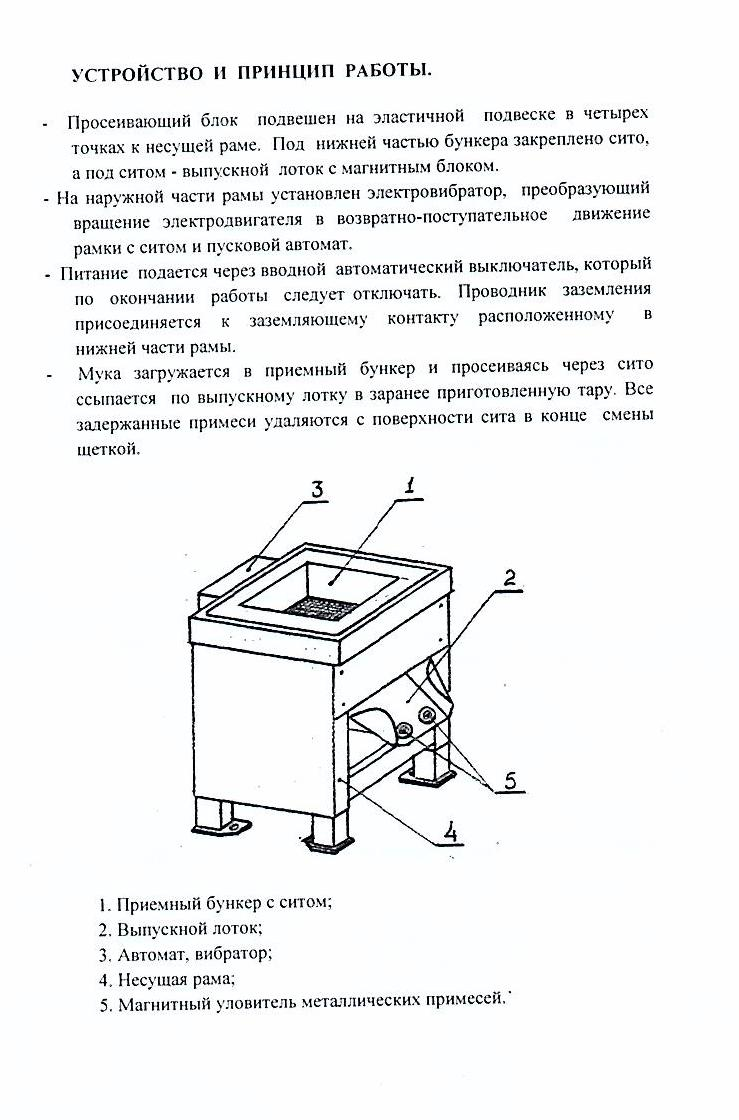 УСТРОЙСТВО И ПРИНЦИП РАБОТЫ.
- Просеивающий блок подвешен на эластичной подвеске в четырех
точках к несущей раме. Под нижней частью бункера закреплено сито,
а под ситом - выпускной лоток с магнитным блоком.
- На наружной части рамы установлен электровибратор, преобразующий
вращение электродвигателя в возвратно-поступательное движение
рамки с ситом и пусковой автомат.
- Питание подается через вводной автоматический выключатель, который
по окончании работы следует отключать. Проводник заземления
присоединяется к заземляющему контакту расположенному в
нижней части рамы.
- Мука загружается в приемный бункер и просеиваясь через сито
ссыпается по выпускному лотку в заранее приготовленную тару. Все
задержанные примеси удаляются с поверхности сита в конце смены
щеткой.
3 1
2
5
4
1. Приемный бункер с ситом;
2. Выпускной лоток;
3. Автомат, вибратор;
4. Несущая рама;
5. Магнитный уловитель металлических примесей.